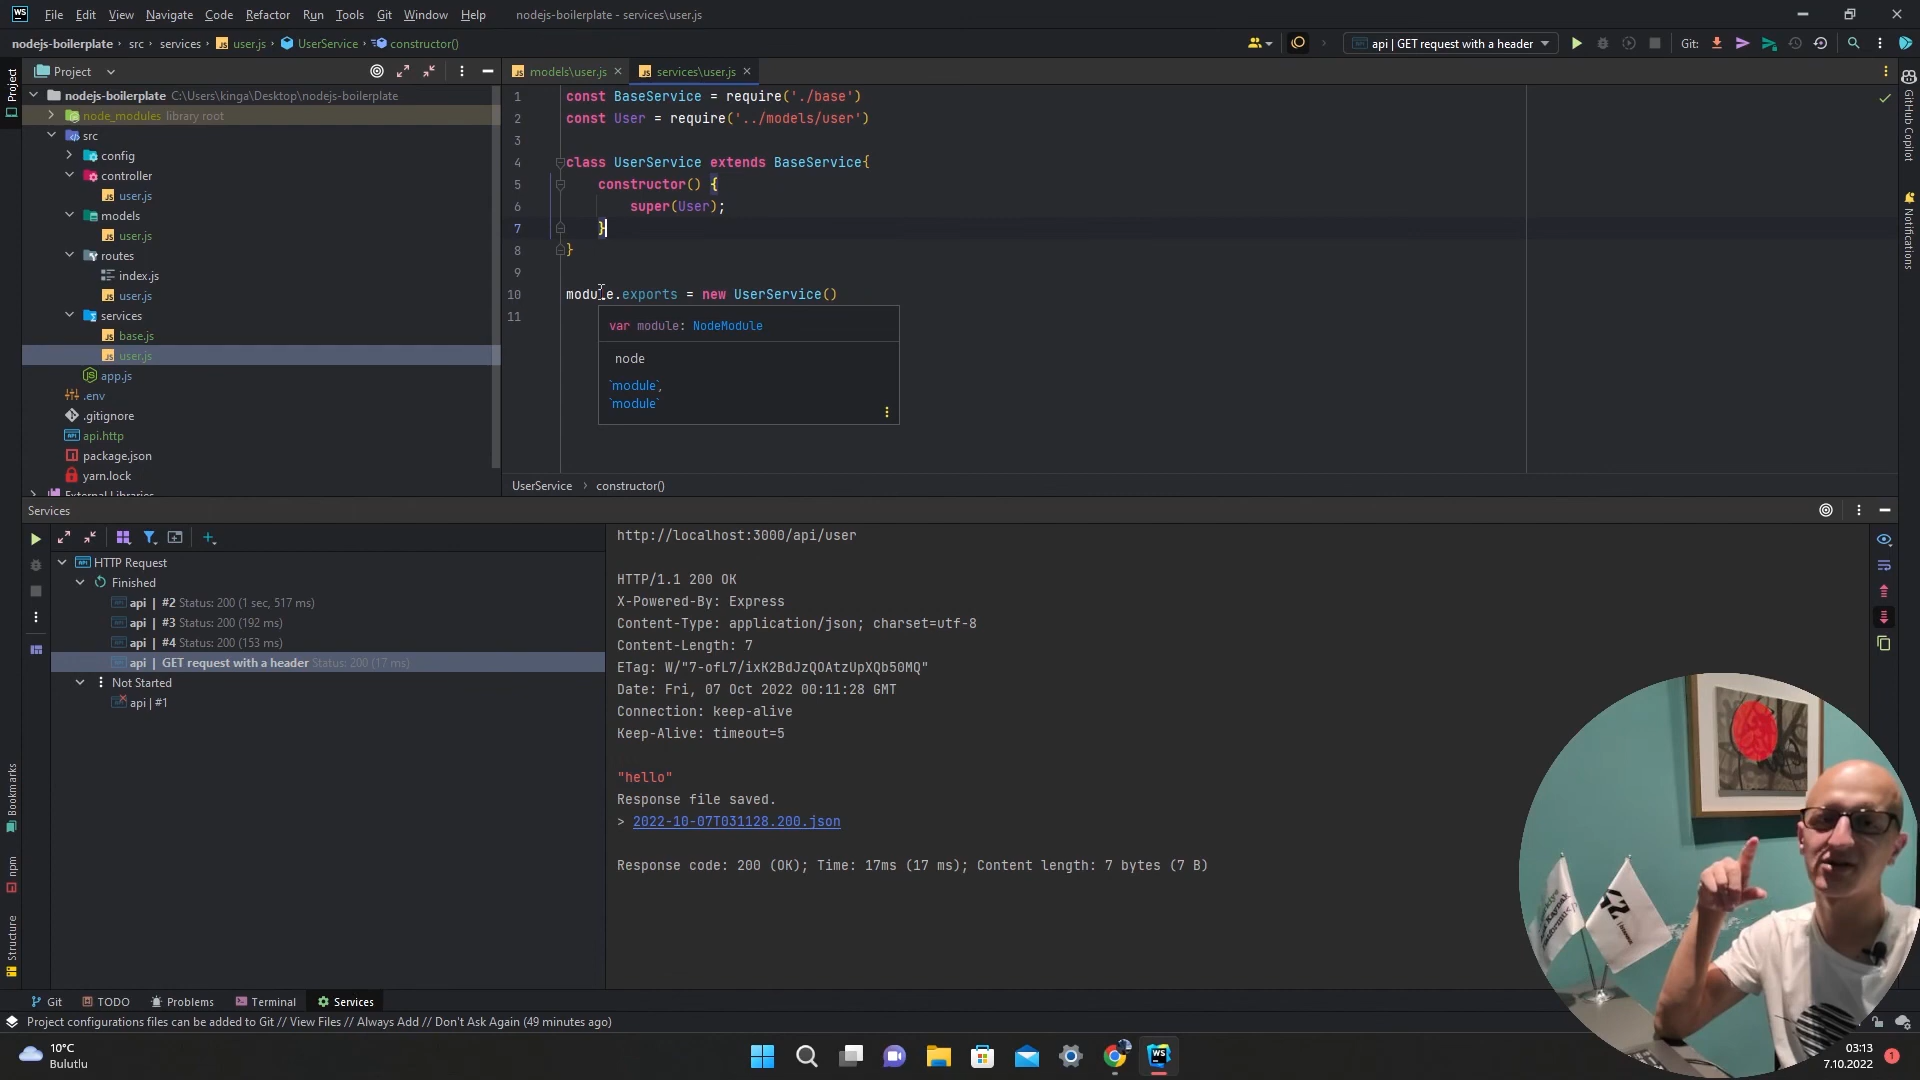 WS File Edit View Navigate Code Refactor Run Tools Git Window Help nodejs-boilerplate - services\user.js
nodejs-boilerplate › src › services › user.js › UserService › constructor()
api | GET request with a header
Git:
Project
models\user.js
services\user.js
nodejs-boilerplate C:\Users\kinga\Desktop\nodejs-boilerplate
node_modules library root
src
config
controller
user.js
models
user.js
routes
index.js
user.js
services
base.js
user.js
app.js
.env
.gitignore
api.http
package.json
yarn.lock
External Libraries
1 const BaseService = require('./base')
2 const User = require('../models/user')
3
4 class UserService extends BaseService{
5 constructor() {
6 super(User);
7 }
8 }
9
10 module.exports = new UserService()
11
var module: NodeModule
node
`module`,
`module`
UserService › constructor()
Project
GitHub Copilot
Notifications
Services
HTTP Request
Finished
api | #2 Status: 200 (1 sec, 517 ms)
api | #3 Status: 200 (192 ms)
api | #4 Status: 200 (153 ms)
api | GET request with a header Status: 200 (17 ms)
Not Started
api | #1
http://localhost:3000/api/user
HTTP/1.1 200 OK
X-Powered-By: Express
Content-Type: application/json; charset=utf-8
Content-Length: 7
ETag: W/"7-ofL7/ixK2BdJzQOAtzUpXQb50MQ"
Date: Fri, 07 Oct 2022 00:11:28 GMT
Connection: keep-alive
Keep-Alive: timeout=5
"hello"
Response file saved.
> 2022-10-07T031128.200.json
Response code: 200 (OK); Time: 17ms (17 ms); Content length: 7 bytes (7 B)
Bookmarks
npm
Structure
Git TODO Problems Terminal Services
Project configurations files can be added to Git // View Files // Always Add // Don't Ask Again (49 minutes ago)
10°C
Bulutlu
WS
03:13
7.10.2022
1